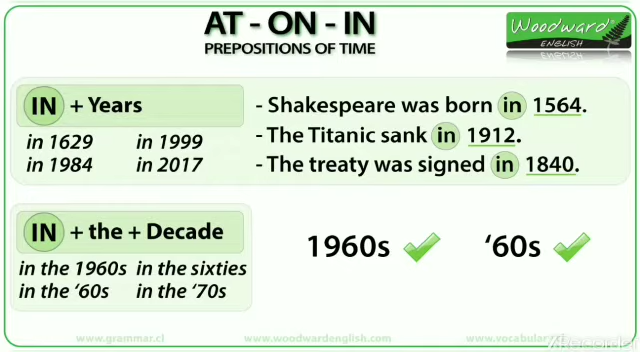 AT - ON - IN
PREPOSITIONS OF TIME
Woodward®
ENGLISH
IN + Years
in 1629 in 1999
in 1984 in 2017
- Shakespeare was born in 1564.
- The Titanic sank in 1912.
- The treaty was signed in 1840.
IN + the + Decade
in the 1960s in the sixties
in the ‘60s in the ‘70s
1960s ‘60s
www.grammar.cl www.woodwardenglish.com
Recorder